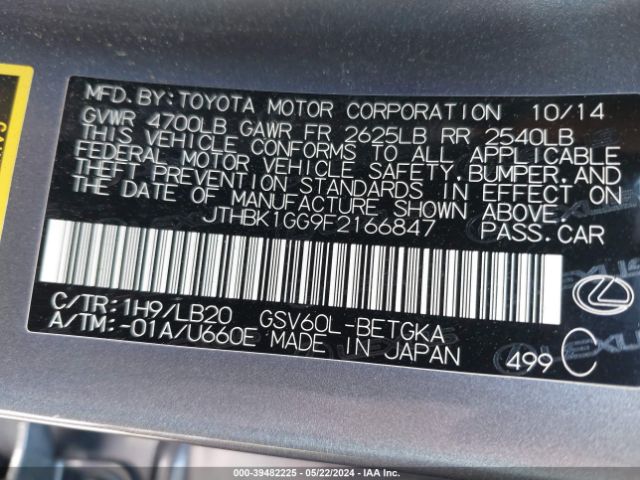 MFD.BY:TOYOTA MOTOR CORPORATION 10/14
GVWR 4700LB GAWR FR 2625LB RR 2540LB
THIS VEHICLE CONFORMS TO ALL APPLICABLE
FEDERAL MOTOR VEHICLE SAFETY,BUMPER,AND
THEFT PREVENTION STANDARDS IN EFFECT ON
THE DATE OF MANUFACTURE SHOWN ABOVE.
JTHBK1GG9F2166847 PASS.CAR
C/TR:1H9/LB20 GSV60L-BETGKA
A/TM:-01A/U660E MADE IN JAPAN
499 C
LEXUS
000-39482225 - 05/22/2024 - IAA Inc.